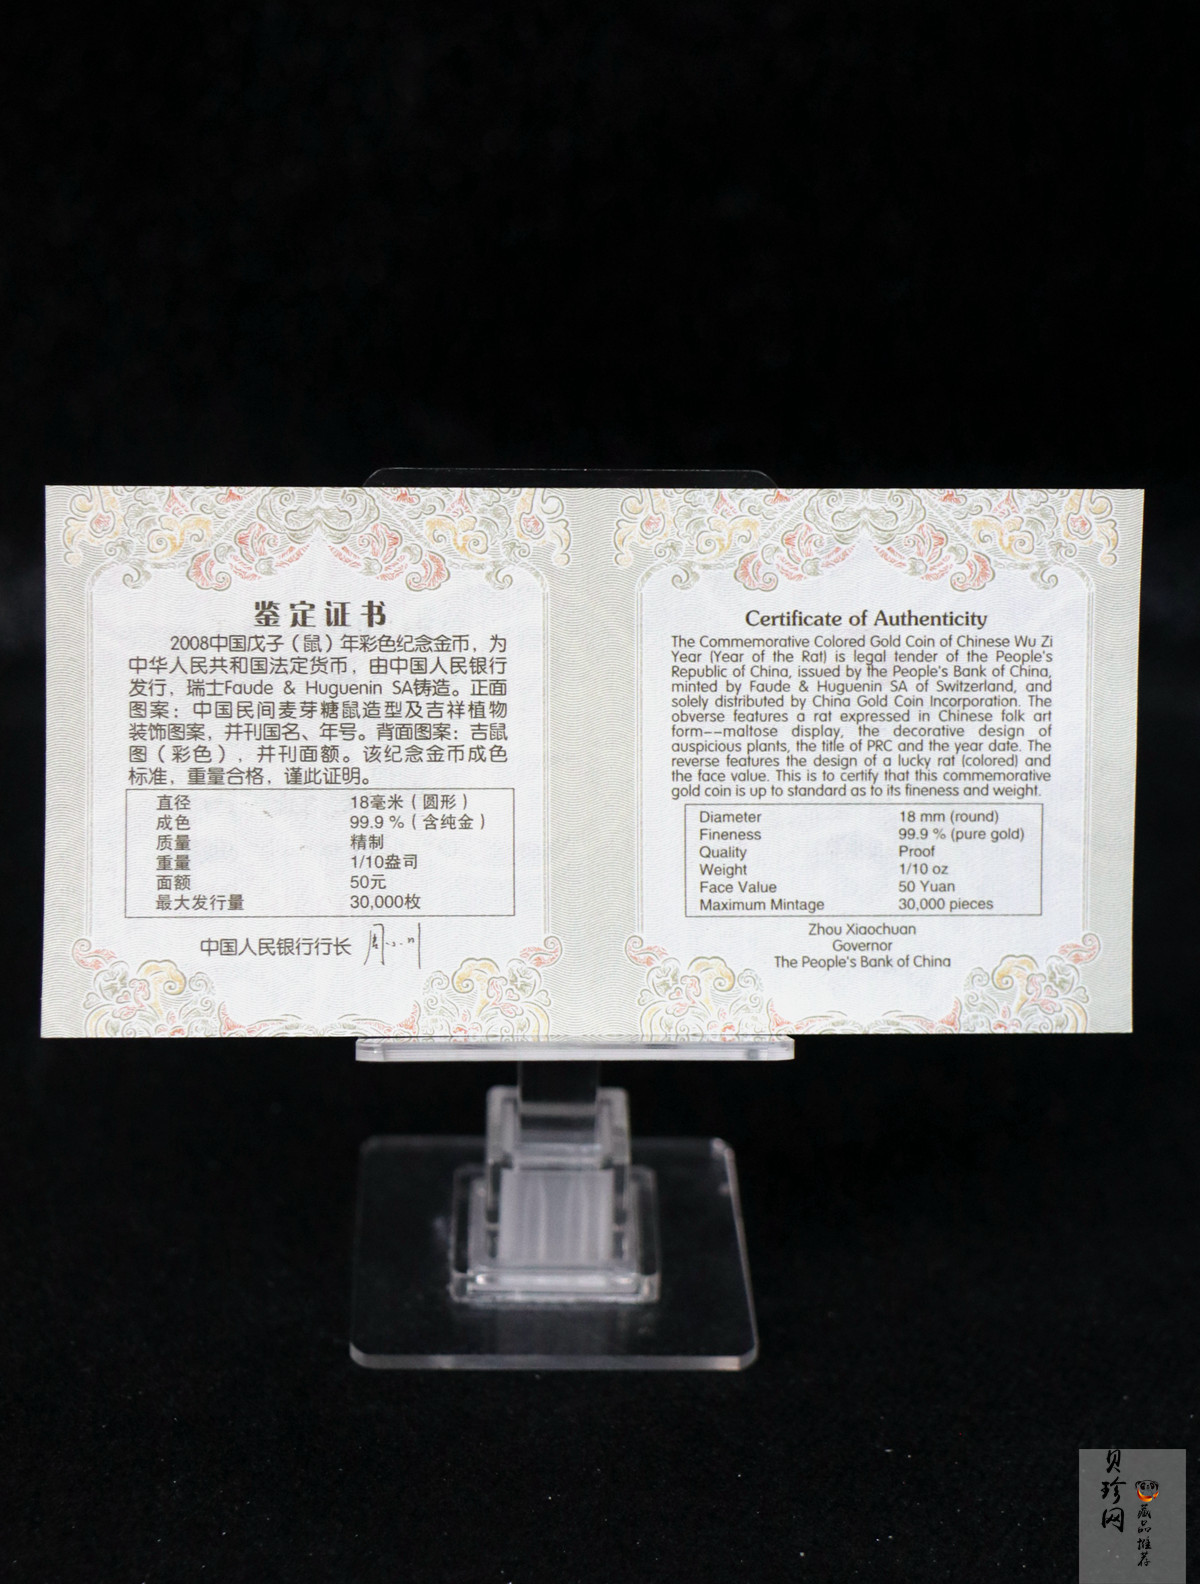 鉴定证书
2008中国戊子（鼠）年彩色纪念金币，为
中华人民共和国法定货币，由中国人民银行
发行，瑞士Faude & Huguenin SA铸造。正面
图案：中国民间麦芽糖鼠造型及吉祥植物
装饰图案，并刊国名、年号。背面图案：吉鼠
图（彩色），并刊面额。该纪念金币成色
标准，重量合格，谨此证明。
直径 18毫米（圆形）
成色 99.9 %（含纯金）
质量 精制
重量 1/10盎司
面额 50元
最大发行量 30,000枚
中国人民银行行长 周小川
Certificate of Authenticity
The Commemorative Colored Gold Coin of Chinese Wu Zi
Year (Year of the Rat) is legal tender of the People's
Republic of China, issued by the People's Bank of China,
minted by Faude & Huguenin SA of Switzerland, and
solely distributed by China Gold Coin Incorporation. The
obverse features a rat expressed in Chinese folk art
form--maltose display, the decorative design of
auspicious plants, the title of PRC and the year date. The
reverse features the design of a lucky rat (colored) and
the face value. This is to certify that this commemorative
gold coin is up to standard as to its fineness and weight.
Diameter 18 mm (round)
Fineness 99.9 % (pure gold)
Quality Proof
Weight 1/10 oz
Face Value 50 Yuan
Maximum Mintage 30,000 pieces
Zhou Xiaochuan
Governor
The People's Bank of China
贝珍网
藏品推荐